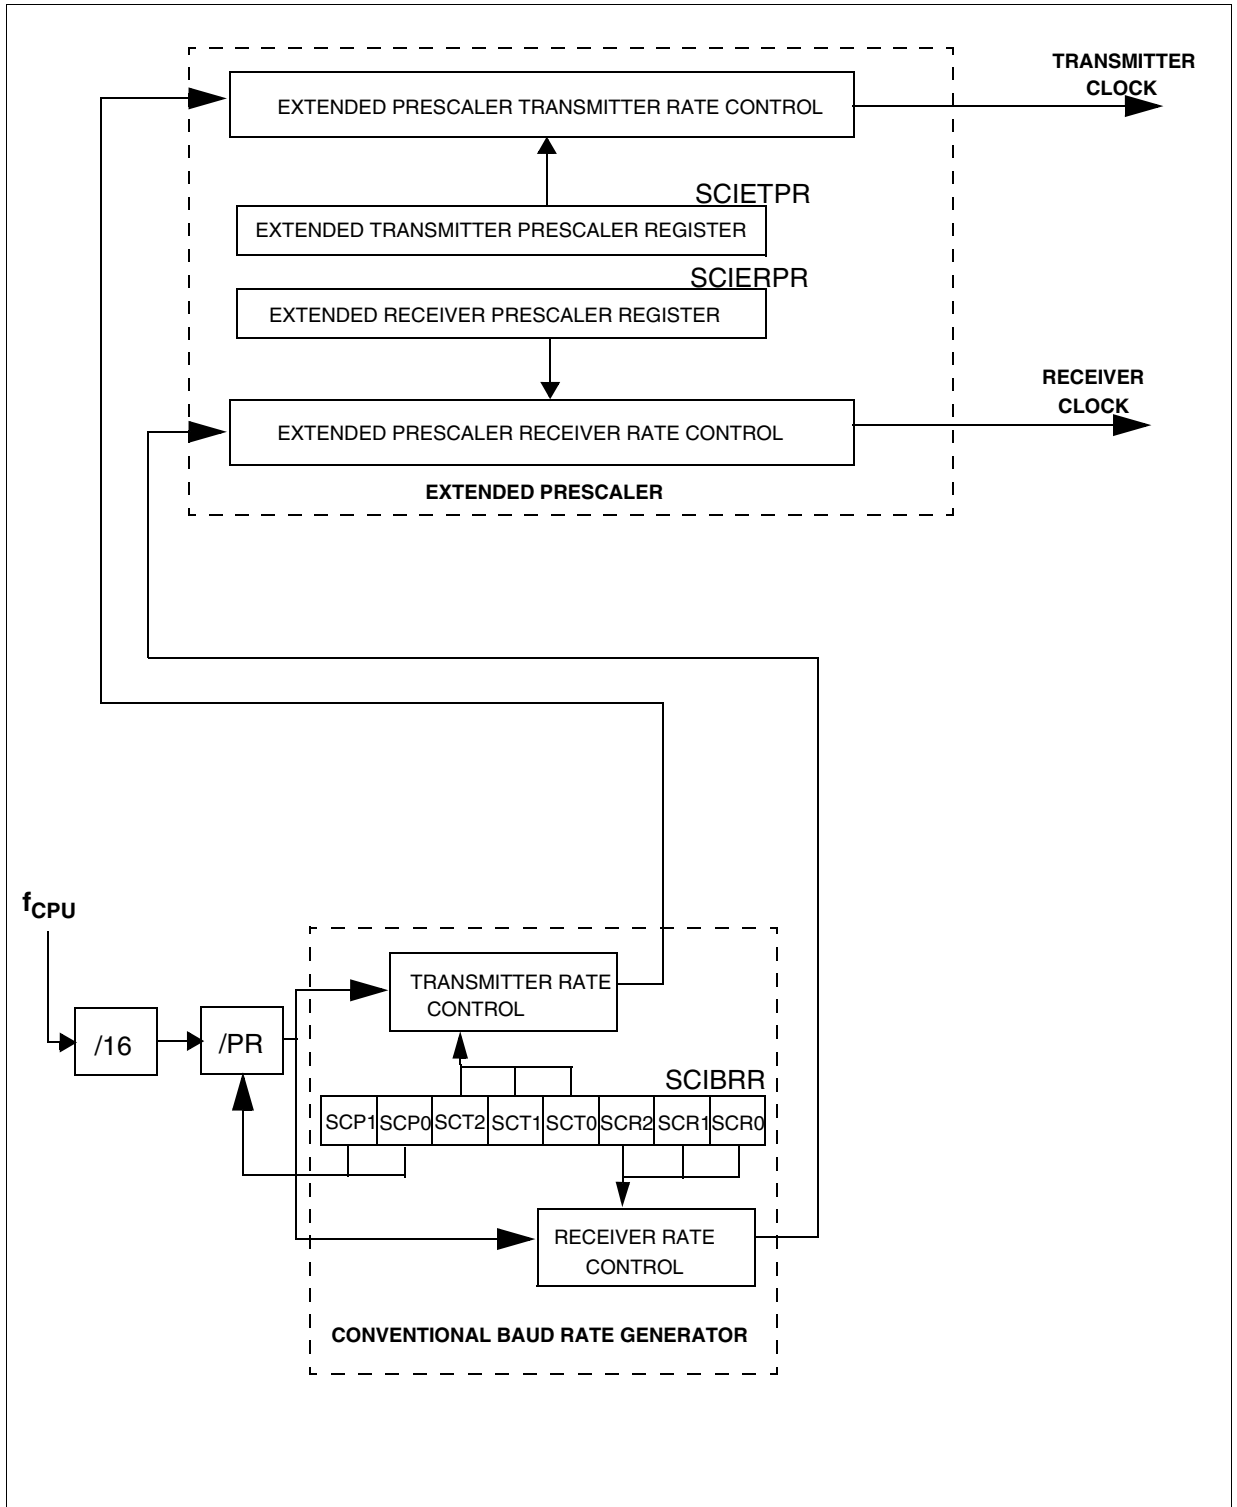 TRANSMITTER
CLOCK
EXTENDED PRESCALER TRANSMITTER RATE CONTROL
SCIETPR
EXTENDED TRANSMITTER PRESCALER REGISTER
SCIERPR
EXTENDED RECEIVER PRESCALER REGISTER
RECEIVER
CLOCK
EXTENDED PRESCALER RECEIVER RATE CONTROL
EXTENDED PRESCALER
fCPU
TRANSMITTER RATE
CONTROL
/16
/PR
SCIBRR
SCP1 SCP0 SCT2 SCT1 SCT0 SCR2 SCR1 SCR0
RECEIVER RATE
CONTROL
CONVENTIONAL BAUD RATE GENERATOR